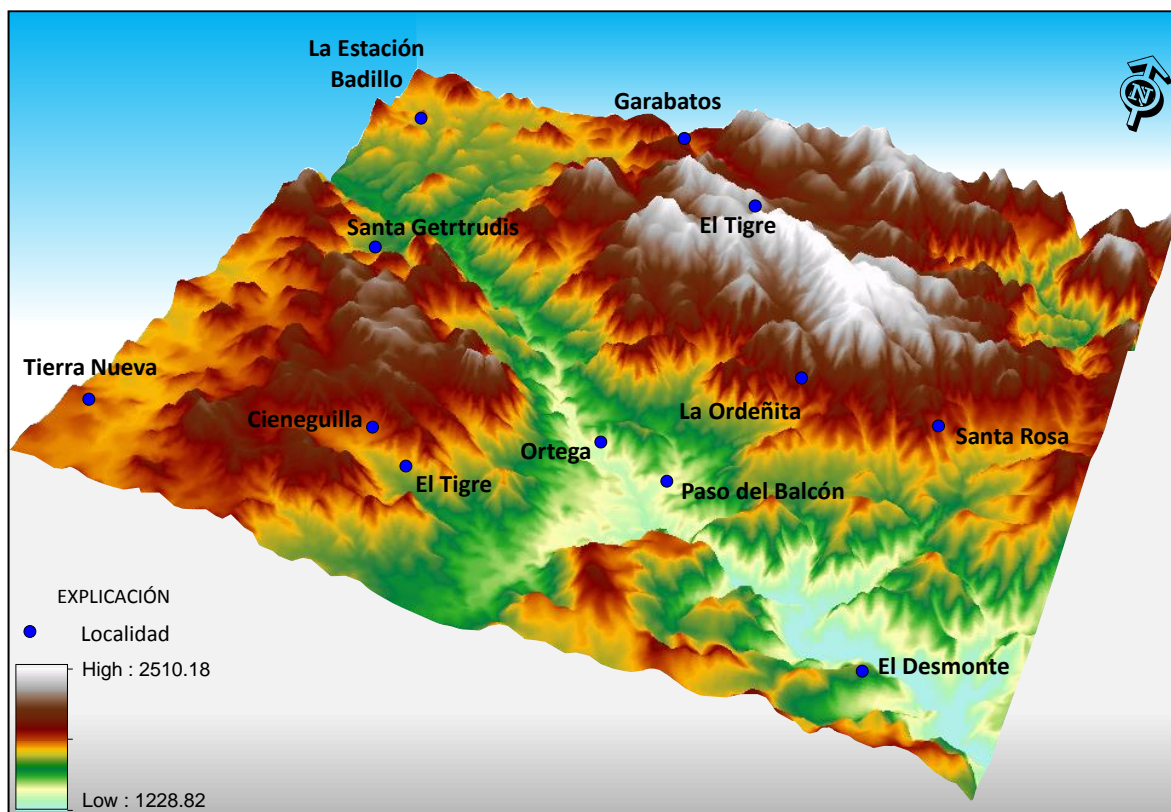 La Estación
Badillo
Garabatos
N
El Tigre
Santa Getrtrudis
Tierra Nueva
La Ordeñita
Cieneguilla
Santa Rosa
Ortega
El Tigre
Paso del Balcón
EXPLICACIÓN
Localidad
High : 2510.18
El Desmonte
Low : 1228.82